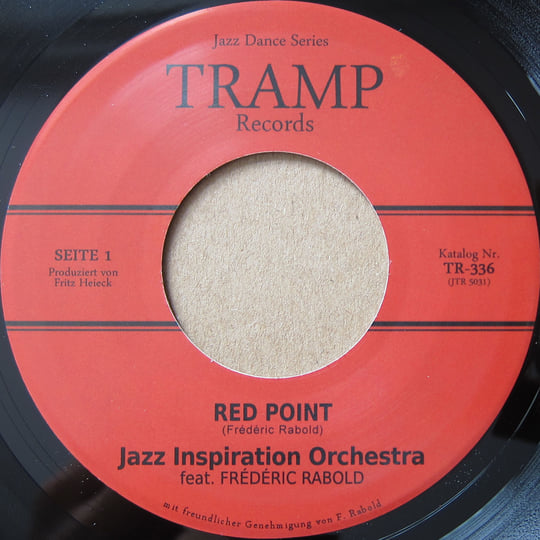 Jazz Dance Series
TRAMP
Records
SEITE 1
Produziert von
Fritz Heieck
Katalog Nr.
TR-336
(JTR 5031)
RED POINT
(Frédéric Rabold)
Jazz Inspiration Orchestra
feat. FRÉDÉRIC RABOLD
mit freundlicher Genehmigung von F. Rabold